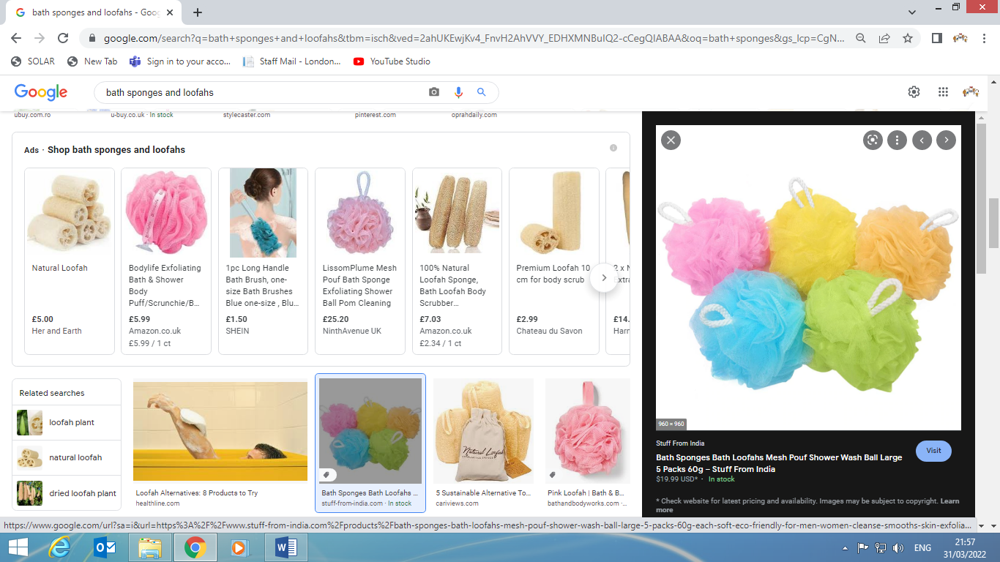 bath sponges and loofahs - Goog
google.com/search?q=bath+sponges+and+loofahs&tbm=isch&ved=2ahUKEwjKv4_FnvH2AhVVY_EDHXMNBuIQ2-cCegQIABAA&oq=bath+sponges&gs_lcp=CgN...
SOLAR
New Tab
Sign in to your acco...
Staff Mail - London...
YouTube Studio
Google
bath sponges and loofahs
ubuy.com.ro
u-buy.co.uk · In stock
stylecaster.com
pinterest.com
oprahdaily.com
Ads · Shop bath sponges and loofahs
Natural Loofah
£5.00
Her and Earth
Bodylife Exfoliating
Bath & Shower
Body
Puff/Scrunchie/B...
£5.99
Amazon.co.uk
£5.99 / 1 ct
1pc Long Handle
Bath Brush, one-
size Bath Brushes
Blue one-size , Blu...
£1.50
SHEIN
LissomPlume Mesh
Pouf Bath Sponge
Exfoliating Shower
Ball Pom Cleaning
£25.20
NinthAvenue UK
100% Natural
Loofah Sponge,
Bath Loofah Body
Scrubber...
£7.03
Amazon.co.uk
£2.34 / 1 ct
Premium Loofah 10
cm for body scrub
£2.99
Chateau du Savon
2 x N
Extra
£14.
Harn
Related searches
loofah plant
natural loofah
dried loofah plant
Loofah Alternatives: 8 Products to Try
healthline.com
Bath Sponges Bath Loofahs ...
stuff-from-india.com · In stock
Natural Loofah
5 Sustainable Alternative To...
cariviews.com
Pink Loofah | Bath & B...
bathandbodyworks.com ·...
960 × 960
Stuff From India
Bath Sponges Bath Loofahs Mesh Pouf Shower Wash Ball Large
5 Packs 60g – Stuff From India
$19.99 USD* · In stock
Visit
* Check website for latest pricing and availability. Images may be subject to copyright. Learn
more
https://www.google.com/url?sa=i&url=https%3A%2F%2Fwww.stuff-from-india.com%2Fproducts%2Fbath-sponges-bath-loofahs-mesh-pouf-shower-wash-ball-large-5-packs-60g-each-soft-eco-friendly-for-men-women-cleanse-smooths-skin-exfolia...
ENG
21:57
31/03/2022